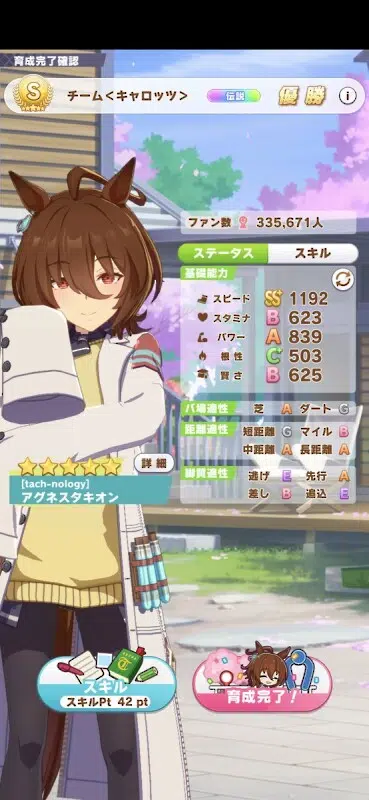 育成完了確認
S
チーム<キャロッツ>
伝説
優勝
i
ファン数 335,671人
ステータス スキル
基礎能力
スピード SS 1192
スタミナ B 623
パワー A 839
根性 C+ 503
賢さ B 625
バ場適性 芝 A ダート G
距離適性 短距離 G マイル B
中距離 A 長距離 A
脚質適性 逃げ E 先行 A
差し B 追込 E
詳細
[tach-nology]
アグネスタキオン
スキル
スキルPt 42 pt
育成完了!